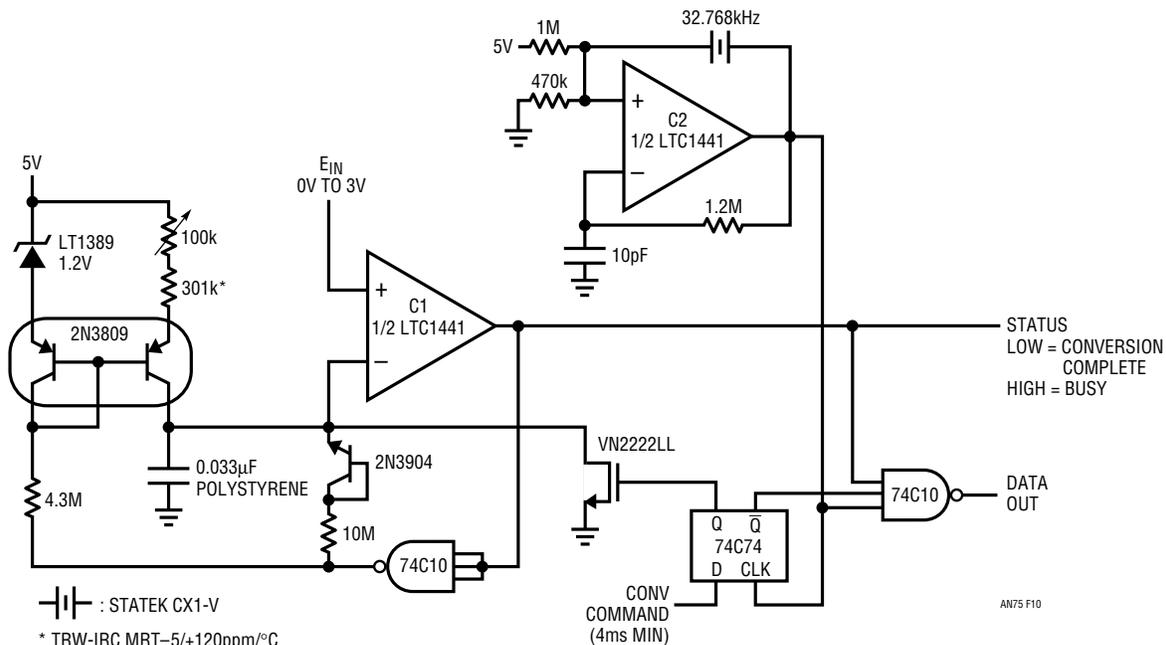 1M
32.768kHz
5V
470k
+
C2
1/2 LTC1441
–
1.2M
10pF
5V
LT1389
1.2V
100k
301k*
EIN
0V TO 3V
2N3809
+
C1
1/2 LTC1441
–
STATUS
LOW = CONVERSION
COMPLETE
HIGH = BUSY
0.033µF
POLYSTYRENE
2N3904
VN2222LL
4.3M
10M
74C10
DATA
OUT
Q Q̅
74C74
D CLK
74C10
CONV
COMMAND
(4ms MIN)
: STATEK CX1-V
* TRW-IRC MRT–5/+120ppm/°C
AN75 F10